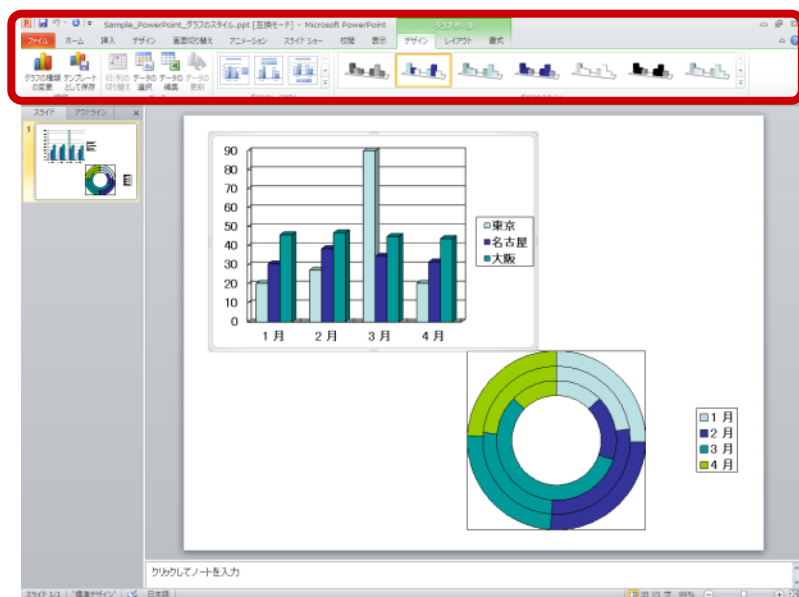 Sample_PowerPoint_グラフのスタイル.ppt [互換モード] - Microsoft PowerPoint
グラフ ツール
ファイル ホーム 挿入 デザイン 画面切り替え アニメーション スライド ショー 校閲 表示 デザイン レイアウト 書式
グラフの種類の変更 テンプレートとして保存 行/列の切り替え データの選択 データの編集 データの更新
スライド アウトライン
1
90
80
70
60
50
40
30
20
10
0
1月 2月 3月 4月
東京
名古屋
大阪
1月
2月
3月
4月
クリックしてノートを入力
スライド 1/1 "標準デザイン" 日本語 99%